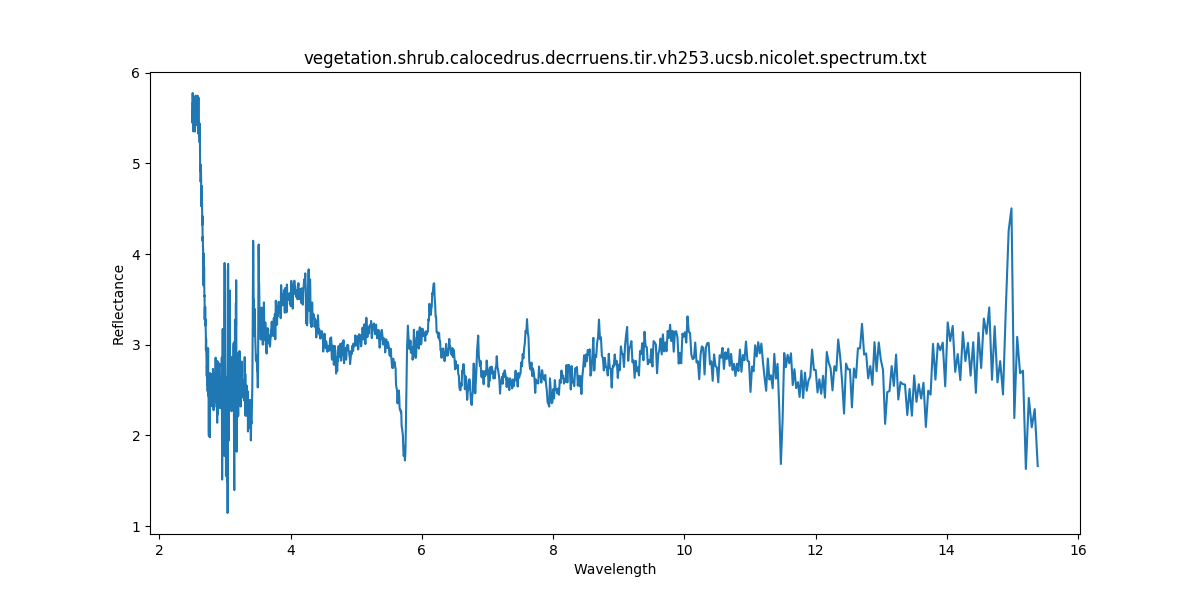 vegetation.shrub.calocedrus.decrruens.tir.vh253.ucsb.nicolet.spectrum.txt
6
5
4
3
2
1
Reflectance
2 4 6 8 10 12 14 16
Wavelength